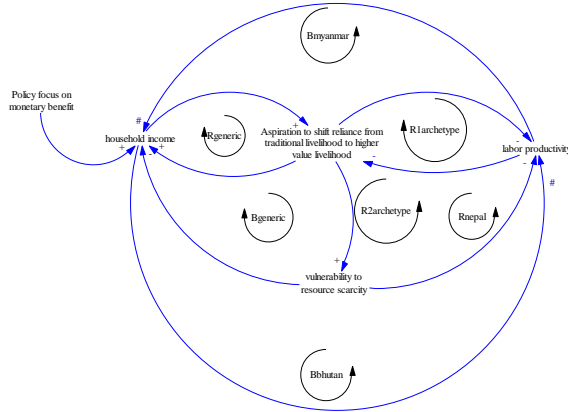 Bmyanmar
Policy focus on
monetary benefit
#
+
household income
+
-
+
Rgeneric
+
Aspiration to shift reliance from
traditional livelihood to higher
value livelihood
-
R1archetype
-
-
labor productivity
#
Bgeneric
R2archetype
Rnepal
+
vulnerability to
resource scarcity
Bbhutan